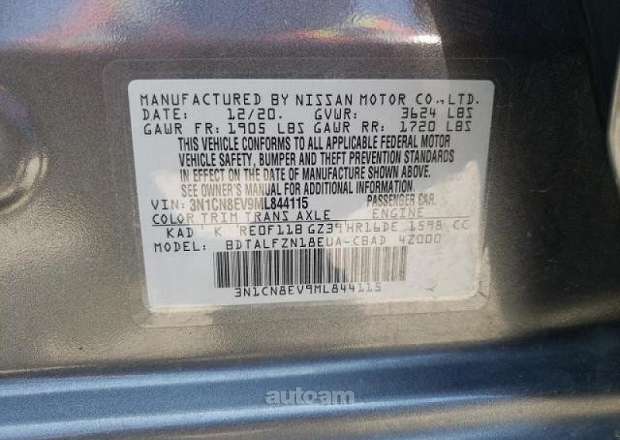 MANUFACTURED BY NISSAN MOTOR CO., LTD.
DATE: 12/20. GVWR: 3624 LBS
GAWR FR: 1905 LBS GAWR RR: 1720 LBS
THIS VEHICLE CONFORMS TO ALL APPLICABLE FEDERAL MOTOR
VEHICLE SAFETY, BUMPER AND THEFT PREVENTION STANDARDS
IN EFFECT ON DATE OF MANUFACTURE SHOWN ABOVE.
SEE OWNER'S MANUAL FOR ADDITIONAL INFORMATION.
VIN: 3N1CN8EV9ML844115 PASSENGER CAR.
COLOR TRIM TRANS AXLE ENGINE
KAD K RE0F11B GZ39 HR16DE 1598 CC
MODEL: BDTALFZN18EUA-CBAD 4Z000
3N1CN8EV9ML844115
autoam